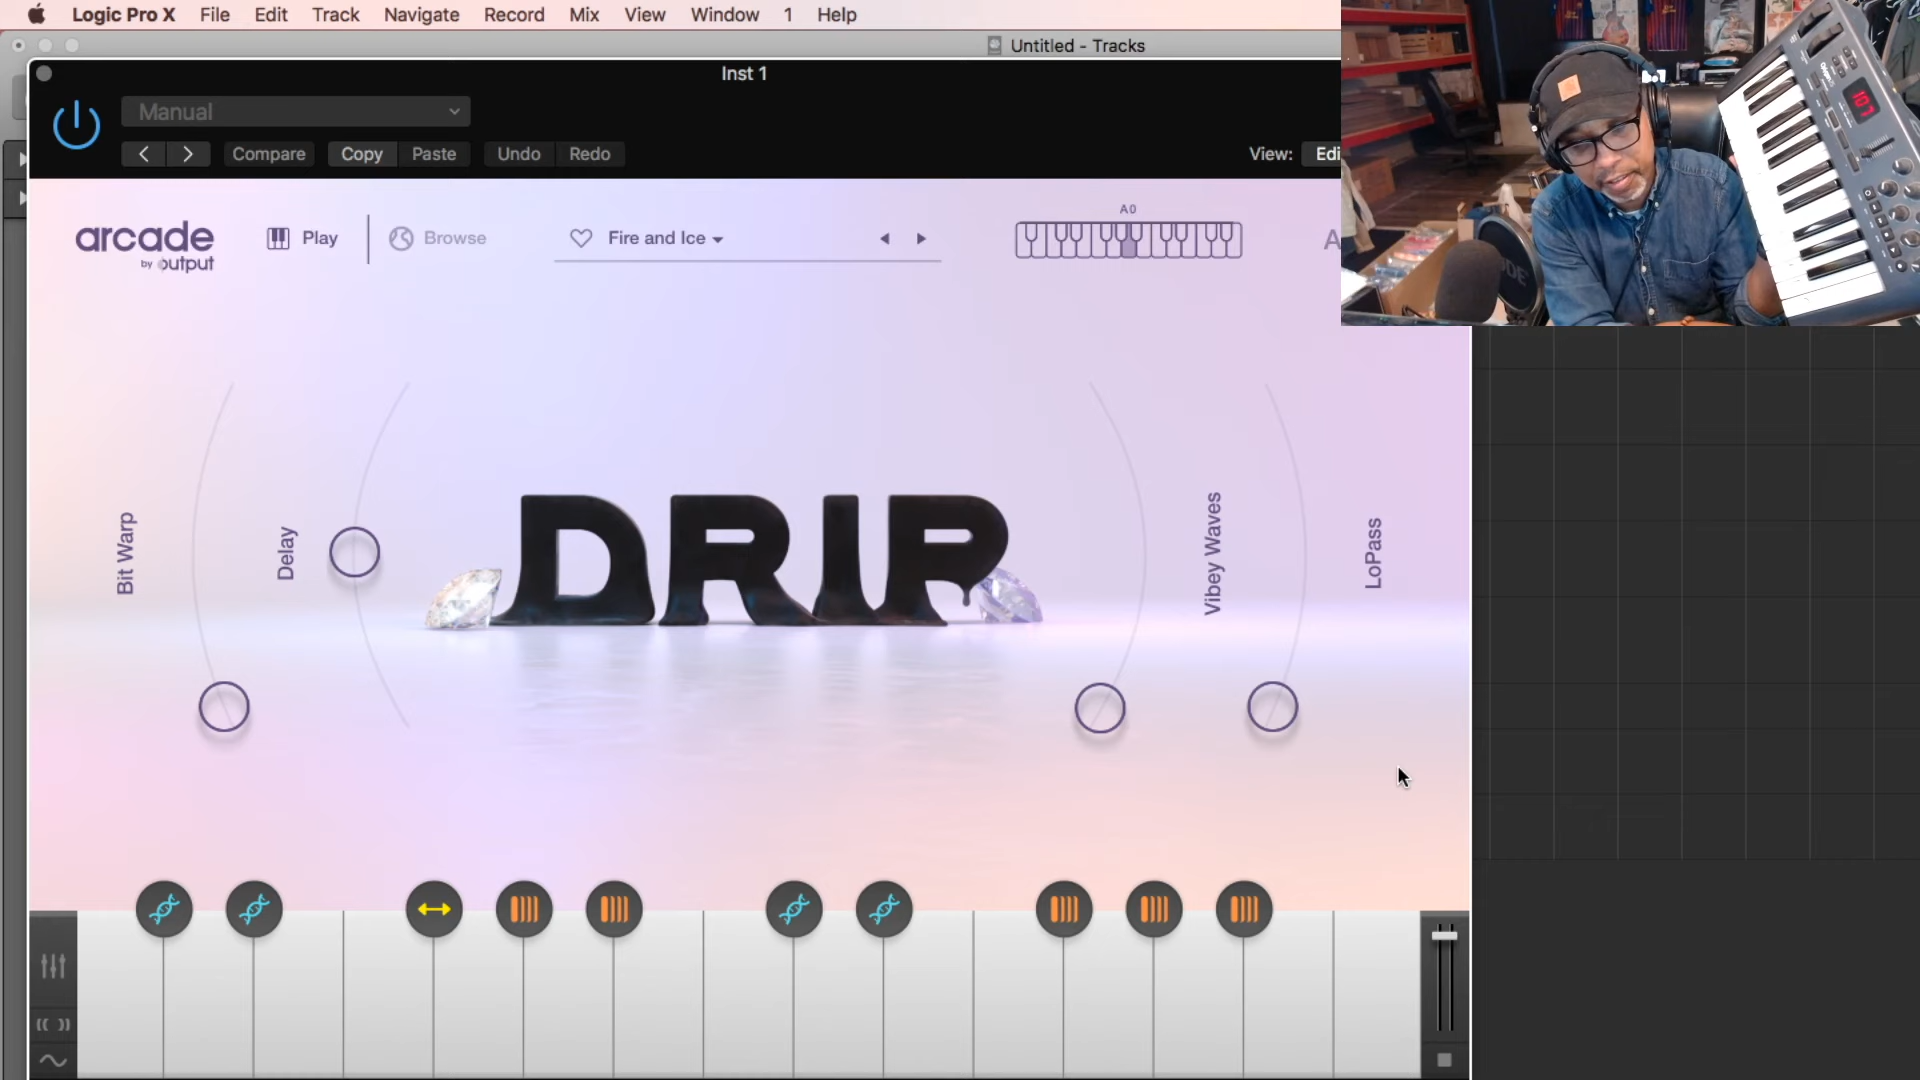 Logic Pro X File Edit Track Navigate Record Mix View Window 1 Help
Untitled - Tracks
Inst 1
Manual
Compare Copy Paste Undo Redo
View: Edi
arcade
by output
Play
Browse
Fire and Ice
A0
A
Bit Warp
Delay
DRIP
Vibey Waves
LoPass
107